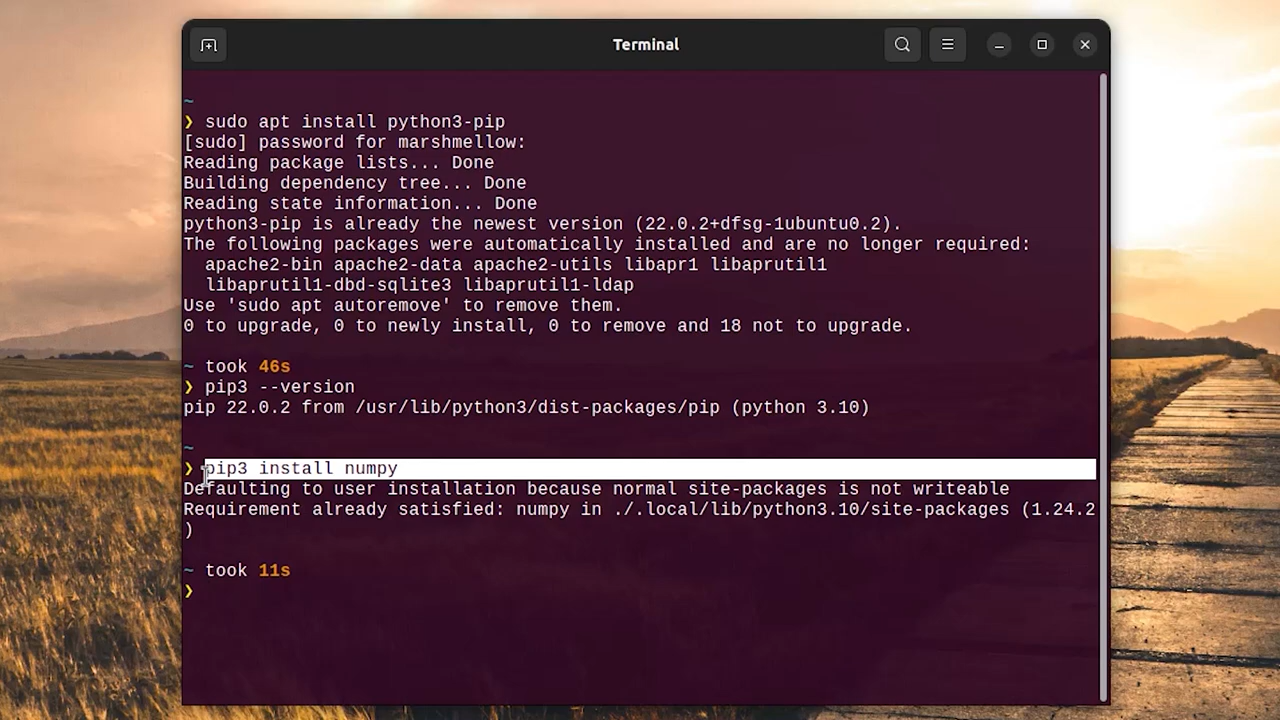 Terminal
~
❯ sudo apt install python3-pip
[sudo] password for marshmellow:
Reading package lists... Done
Building dependency tree... Done
Reading state information... Done
python3-pip is already the newest version (22.0.2+dfsg-1ubuntu0.2).
The following packages were automatically installed and are no longer required:
  apache2-bin apache2-data apache2-utils libapr1 libaprutil1
  libaprutil1-dbd-sqlite3 libaprutil1-ldap
Use 'sudo apt autoremove' to remove them.
0 to upgrade, 0 to newly install, 0 to remove and 18 not to upgrade.
~ took 46s
❯ pip3 --version
pip 22.0.2 from /usr/lib/python3/dist-packages/pip (python 3.10)
~
❯ pip3 install numpy
Defaulting to user installation because normal site-packages is not writeable
Requirement already satisfied: numpy in ./.local/lib/python3.10/site-packages (1.24.2
)
~ took 11s
❯